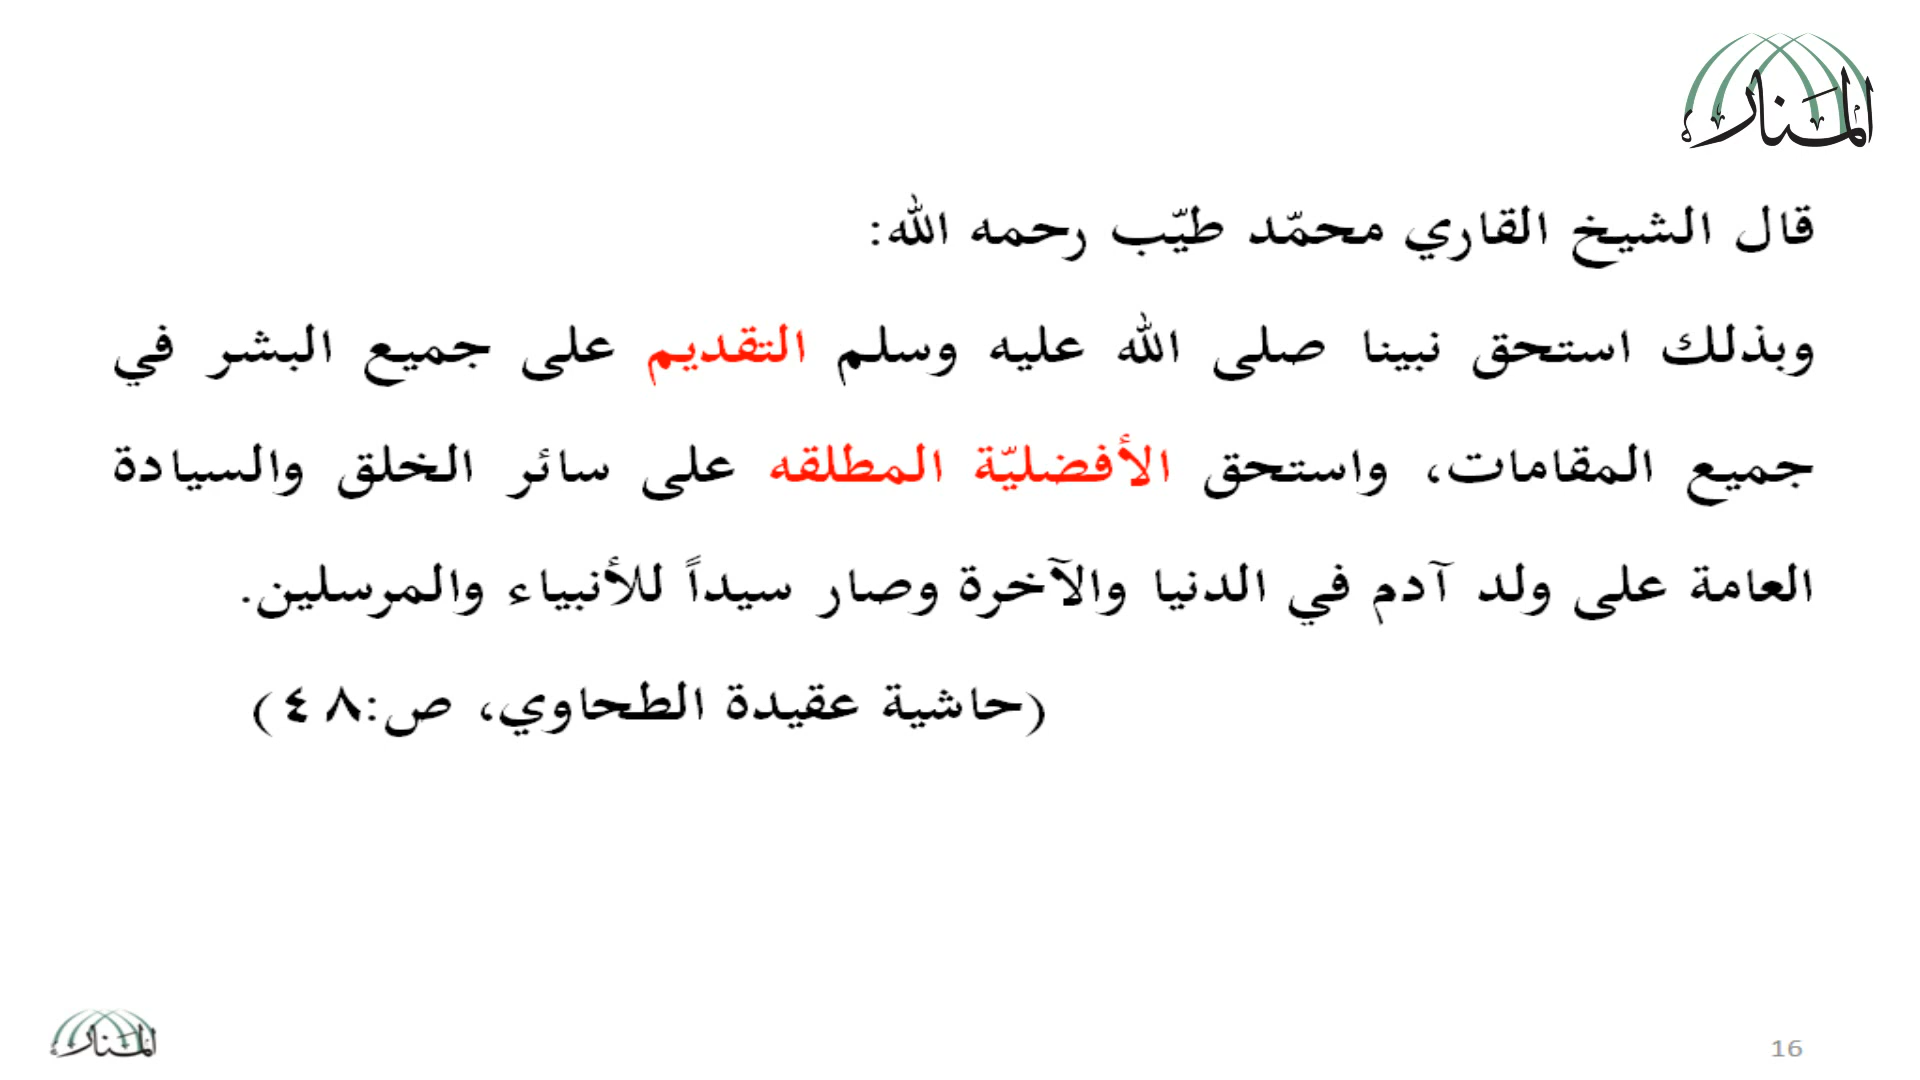 المنار
قال الشيخ القاري محمّد طيّب رحمه الله:
وبذلك استحق نبينا صلى الله عليه وسلم التقديم على جميع البشر في
جميع المقامات، واستحق الأفضليّة المطلقه على سائر الخلق والسيادة
العامة على ولد آدم في الدنيا والآخرة وصار سيداً للأنبياء والمرسلين.
(حاشية عقيدة الطحاوي، ص:٤٨)
المنار
16